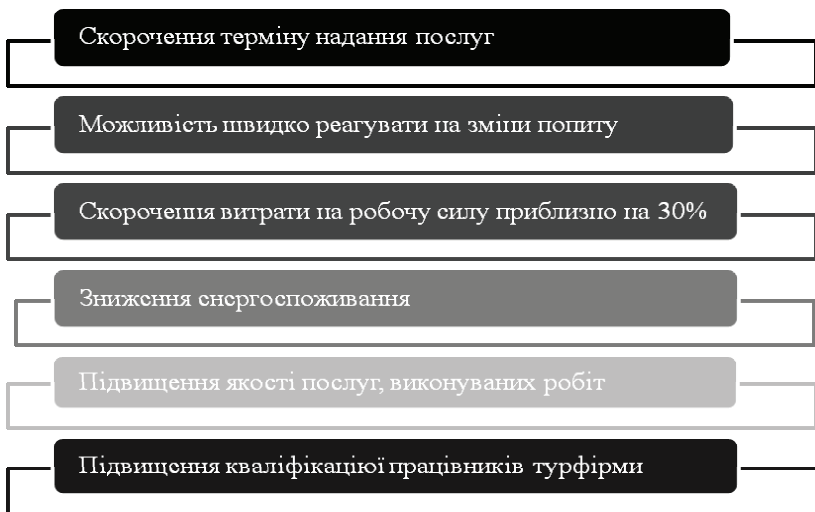 Скорочення терміну надання послуг
Можливість швидко реагувати на зміни попиту
Скорочення витрати на робочу силу приблизно на 30%
Зниження енергоспоживання
Підвищення якості послуг, виконуваних робіт
Підвищення кваліфікаціюї працівників турфірми